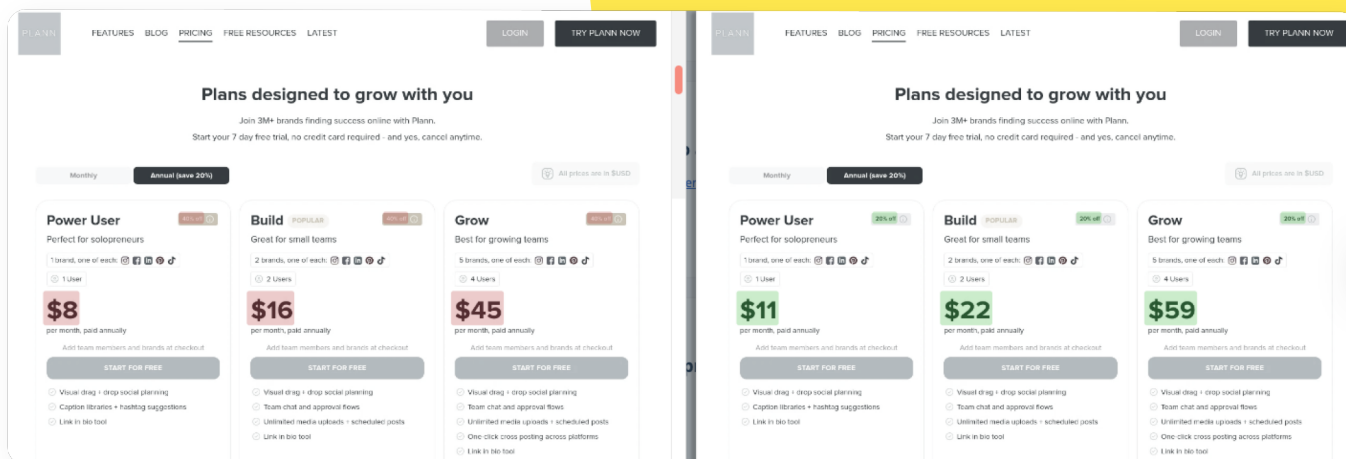 PLANN FEATURES BLOG PRICING FREE RESOURCES LATEST LOGIN TRY PLANN NOW
Plans designed to grow with you
Join 3M+ brands finding success online with Plann.
Start your 7 day free trial, no credit card required - and yes, cancel anytime.
Monthly Annual (save 20%) All prices are in $USD
Power User 40% off
Perfect for solopreneurs
1 brand, one of each:
1 User
$8
per month, paid annually
Add team members and brands at checkout
START FOR FREE
Visual drag + drop social planning
Caption libraries + hashtag suggestions
Link in bio tool
Build POPULAR 40% off
Great for small teams
2 brands, one of each:
2 Users
$16
per month, paid annually
Add team members and brands at checkout
START FOR FREE
Visual drag + drop social planning
Team chat and approval flows
Unlimited media uploads + scheduled posts
Link in bio tool
Grow 40% off
Best for growing teams
5 brands, one of each:
4 Users
$45
per month, paid annually
Add team members and brands at checkout
START FOR FREE
Visual drag + drop social planning
Team chat and approval flows
Unlimited media uploads + scheduled posts
One-click cross posting across platforms
Link in bio tool
PLANN FEATURES BLOG PRICING FREE RESOURCES LATEST LOGIN TRY PLANN NOW
Plans designed to grow with you
Join 3M+ brands finding success online with Plann.
Start your 7 day free trial, no credit card required - and yes, cancel anytime.
Monthly Annual (save 20%) All prices are in $USD
Power User 20% off
Perfect for solopreneurs
1 brand, one of each:
1 User
$11
per month, paid annually
Add team members and brands at checkout
START FOR FREE
Visual drag + drop social planning
Caption libraries + hashtag suggestions
Link in bio tool
Build POPULAR 20% off
Great for small teams
2 brands, one of each:
2 Users
$22
per month, paid annually
Add team members and brands at checkout
START FOR FREE
Visual drag + drop social planning
Team chat and approval flows
Unlimited media uploads + scheduled posts
Link in bio tool
Grow 20% off
Best for growing teams
5 brands, one of each:
4 Users
$59
per month, paid annually
Add team members and brands at checkout
START FOR FREE
Visual drag + drop social planning
Team chat and approval flows
Unlimited media uploads + scheduled posts
One-click cross posting across platforms
Link in bio tool